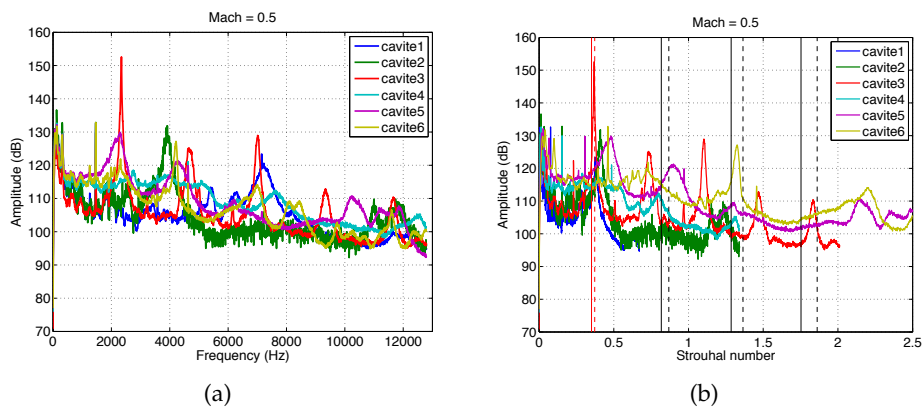 Mach = 0.5
160
150
140
130
120
110
100
90
80
70
Amplitude (dB)
0 2000 4000 6000 8000 10000 12000
Frequency (Hz)
cavite1
cavite2
cavite3
cavite4
cavite5
cavite6
(a)
Mach = 0.5
160
150
140
130
120
110
100
90
80
70
Amplitude (dB)
0 0.5 1 1.5 2 2.5
Strouhal number
cavite1
cavite2
cavite3
cavite4
cavite5
cavite6
(b)